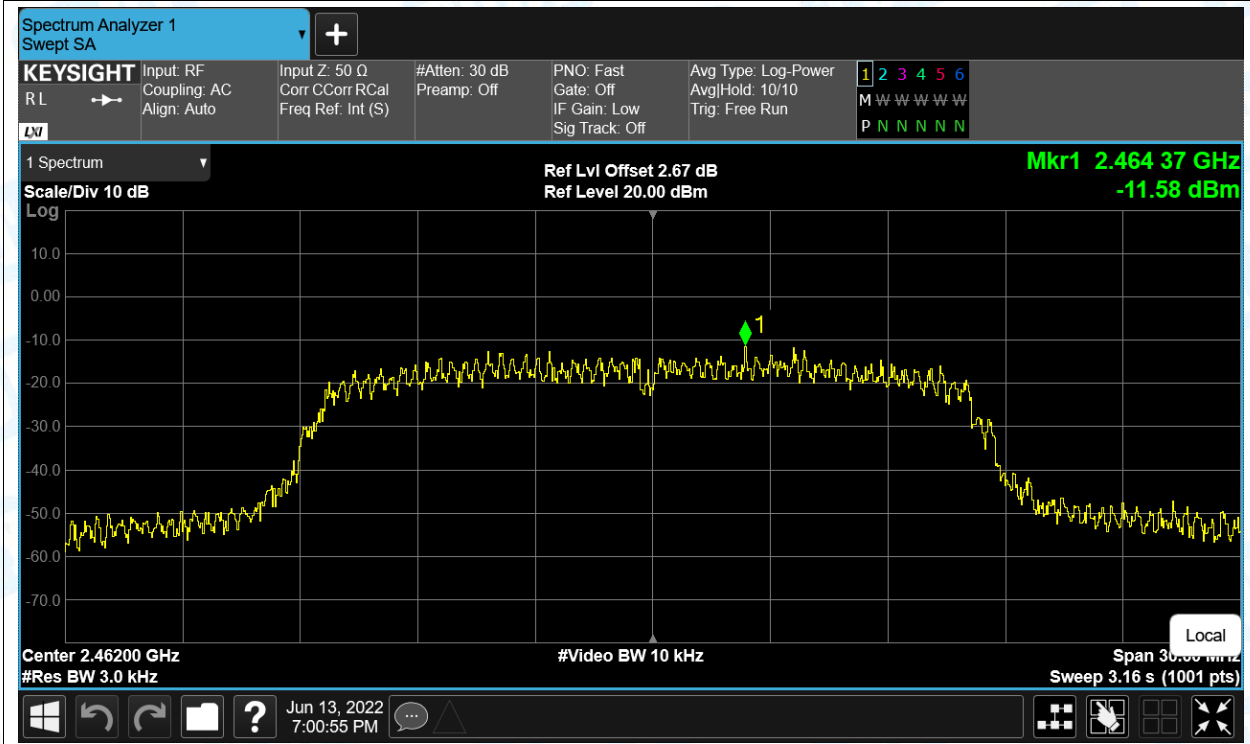 Spectrum Analyzer 1
Swept SA
+
KEYSIGHT
R L
LXI
Input: RF
Coupling: AC
Align: Auto
Input Z: 50 Ω
Corr CCorr RCal
Freq Ref: Int (S)
#Atten: 30 dB
Preamp: Off
PNO: Fast
Gate: Off
IF Gain: Low
Sig Track: Off
Avg Type: Log-Power
Avg|Hold: 10/10
Trig: Free Run
1 2 3 4 5 6
M W W W W W
P N N N N N N
1 Spectrum
Scale/Div 10 dB
Log
Ref Lvl Offset 2.67 dB
Ref Level 20.00 dBm
Mkr1 2.464 37 GHz
-11.58 dBm
10.0
0.00
-10.0
-20.0
-30.0
-40.0
-50.0
-60.0
-70.0
1
Local
Center 2.46200 GHz
#Res BW 3.0 kHz
#Video BW 10 kHz
Span 30.00 MHz
Sweep 3.16 s (1001 pts)
?
Jun 13, 2022
7:00:55 PM